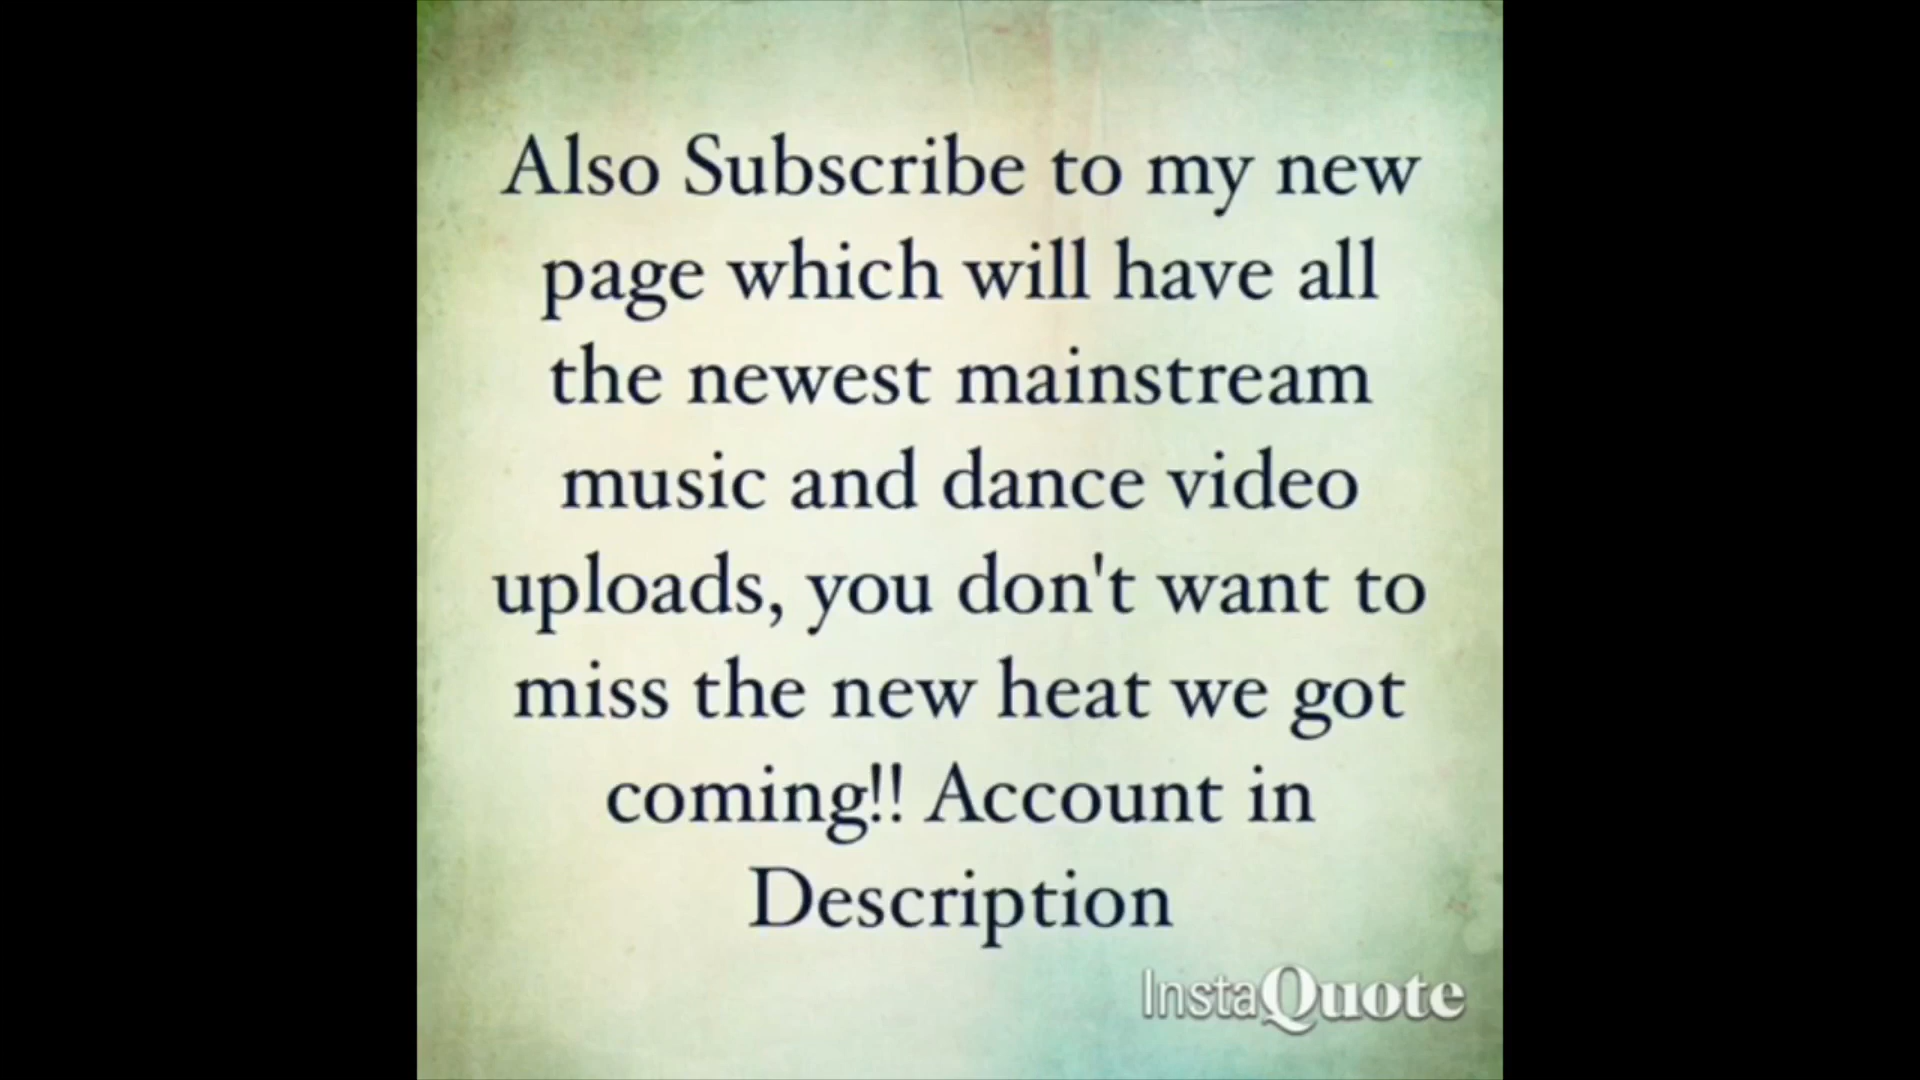 Also Subscribe to my new
page which will have all
the newest mainstream
music and dance video
uploads, you don't want to
miss the new heat we got
coming!! Account in
Description
InstaQuote